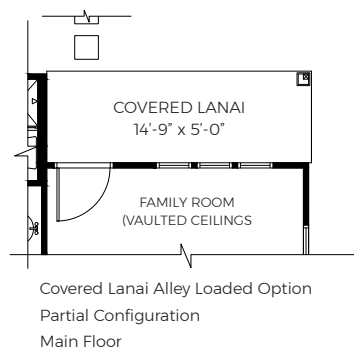 COVERED LANAI
14’-9” x 5’-0”
FAMILY ROOM
(VAULTED CEILINGS
Covered Lanai Alley Loaded Option
Partial Configuration
Main Floor